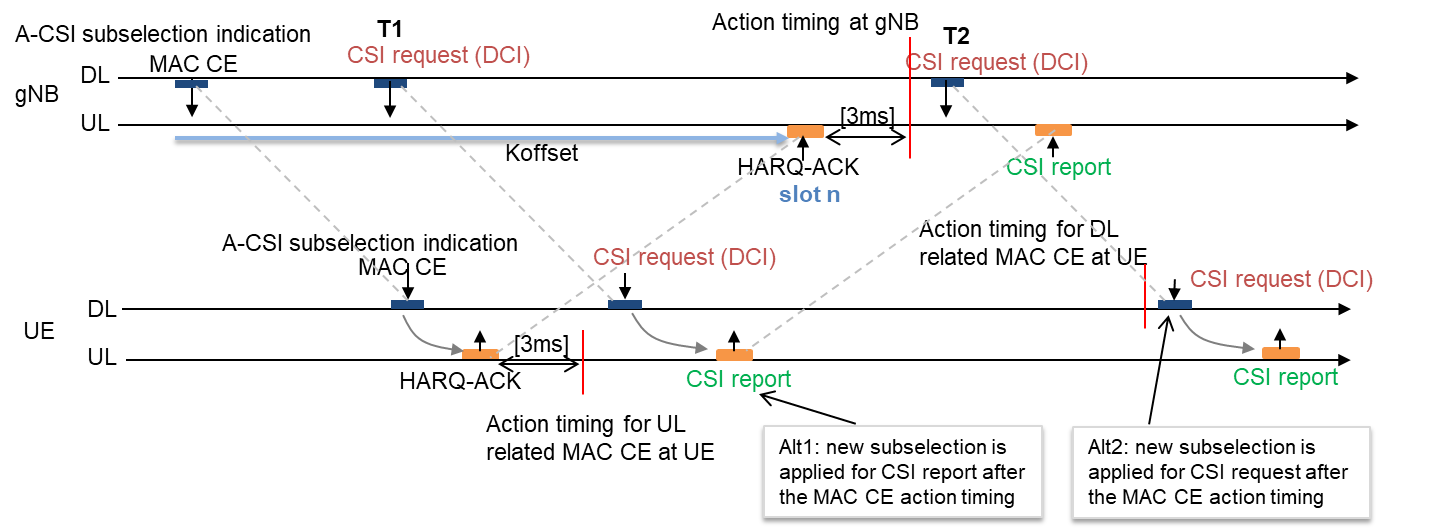 Action timing at gNB
A-CSI subselection indication
T1
T2
MAC CE
CSI request (DCI)
CSI request (DCI)
DL
gNB
UL
[3ms]
Koffset
HARQ-ACK
slot n
CSI report
A-CSI subselection indication
MAC CE
CSI request (DCI)
Action timing for DL
related MAC CE at UE
CSI request (DCI)
DL
UE
UL
[3ms]
HARQ-ACK
CSI report
CSI report
Action timing for UL
related MAC CE at UE
Alt1: new subselection is
applied for CSI report after
the MAC CE action timing
Alt2: new subselection is
applied for CSI request after
the MAC CE action timing